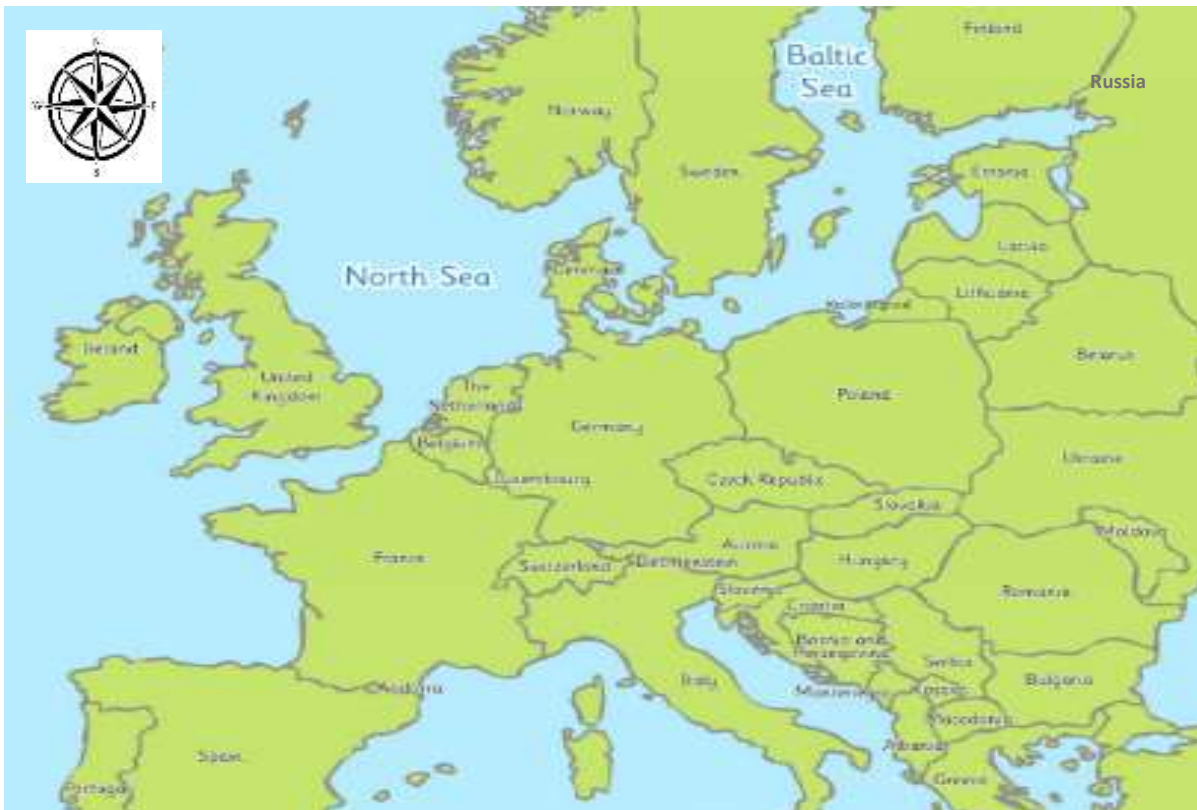 N
W
E
S
Finland
Baltic
Sea
Russia
Norway
Sweden
Estonia
Latvia
North Sea
Denmark
Lithuania
Ireland
Belarus
United
Kingdom
The
Netherlands
Poland
Germany
Belgium
Ukraine
Czech Republic
Luxembourg
Slovakia
Moldova
Austria
France
Switzerland
Liechtenstein
Hungary
Slovenia
Romania
Croatia
Bosnia and
Herzegovina
Serbia
Italy
Bulgaria
Andorra
Montenegro
Kosovo
Macedonia
Albania
Spain
Greece
Portugal